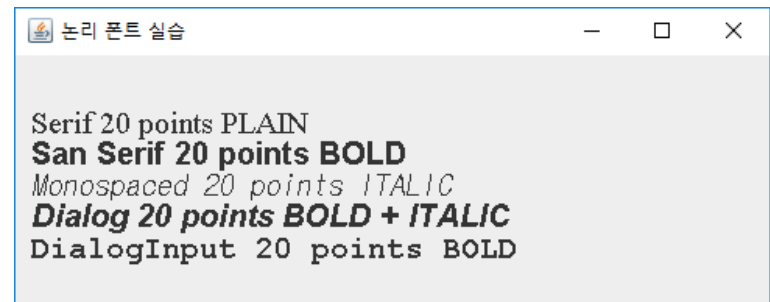 논리 폰트 실습
Serif 20 points PLAIN
San Serif 20 points BOLD
Monospaced 20 points ITALIC
Dialog 20 points BOLD + ITALIC
DialogInput 20 points BOLD